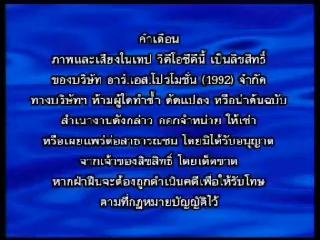 คำเตือน
ภาพและเสียงในเทป วิดีโอซีดีนี้ เป็นลิขสิทธิ์
ของบริษัท อาร์.เอส.โปรโมชั่น (1992) จำกัด
ทางบริษัทฯ ห้ามผู้ใดทำซ้ำ ดัดแปลง หรือนำต้นฉบับ
สำเนางานดังกล่าว ออกจำหน่าย ให้เช่า
หรือเผยแพร่ต่อสาธารณชน โดยมิได้รับอนุญาต
จากเจ้าของลิขสิทธิ์ โดยเด็ดขาด
หากฝ่าฝืนจะต้องถูกดำเนินคดีเพื่อให้รับโทษ
ตามที่กฎหมายบัญญัติไว้